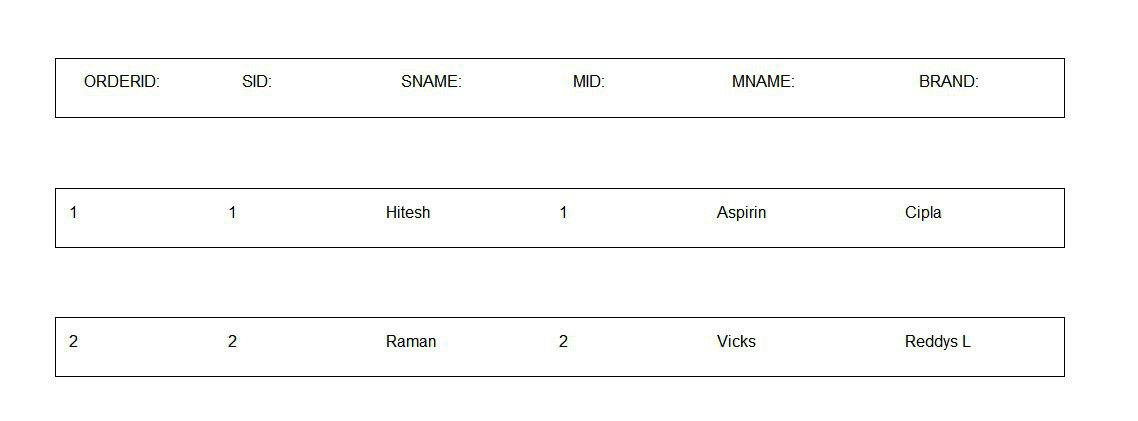 ORDERID: SID: SNAME: MID: MNAME: BRAND:
1 1 Hitesh 1 Aspirin Cipla
2 2 Raman 2 Vicks Reddys L